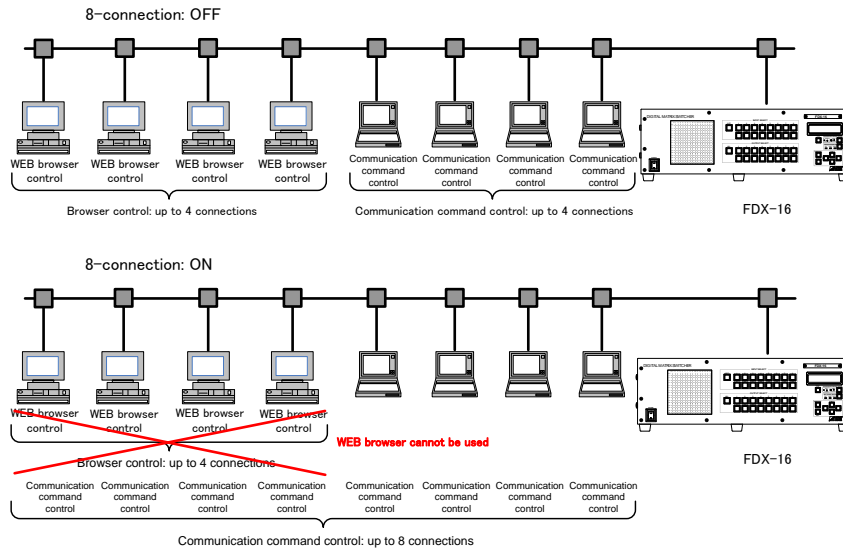 8-connection: OFF
WEB browser control
WEB browser control
WEB browser control
WEB browser control
Communication command control
Communication command control
Communication command control
Communication command control
Browser control: up to 4 connections
Communication command control: up to 4 connections
DIGITAL MATRIX SWITCHER
FDX-16
FDX-16
8-connection: ON
WEB browser control
WEB browser control
WEB browser control
WEB browser control
WEB browser cannot be used
Browser control: up to 4 connections
DIGITAL MATRIX SWITCHER
FDX-16
FDX-16
Communication command control
Communication command control
Communication command control
Communication command control
Communication command control
Communication command control
Communication command control
Communication command control
Communication command control: up to 8 connections